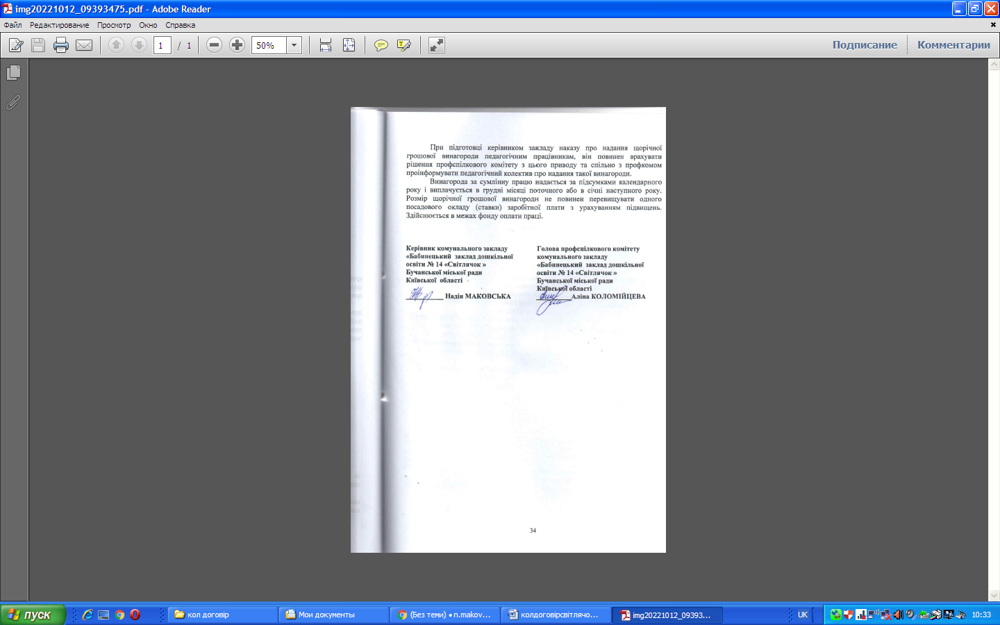 img20221012_09393475.pdf - Adobe Reader
Файл Редактирование Просмотр Окно Справка
1 / 1 50% Подписание Комментарии
При підготовці керівником закладу наказу про надання щорічної
грошової винагороди педагогічним працівникам, він повинен врахувати
рішення профспілкового комітету з цього приводу та спільно з профкомом
проінформувати педагогічний колектив про надання такої винагороди.
Винагорода за сумлінну працю надається за підсумками календарного
року і виплачується в грудні місяці поточного або в січні наступного року.
Розмір щорічної грошової винагороди не повинен перевищувати одного
посадового окладу (ставки) заробітної плати з урахуванням підвищень.
Здійснюється в межах фонду оплати праці.
Керівник комунального закладу
«Бабинецький заклад дошкільної
освіти № 14 «Світлячок »
Бучанської міської ради
Київської області
Надія МАКОВСЬКА
Голова профспілкового комітету
комунального закладу
«Бабинецький заклад дошкільної
освіти № 14 «Світлячок »
Бучанської міської ради
Київської області
Аліна КОЛОМІЙЦЕВА
34
пуск кол договір Мои документы (Без теми) • n.makov... колдоговірсвітлячо... img20221012_09393... UK 10:33